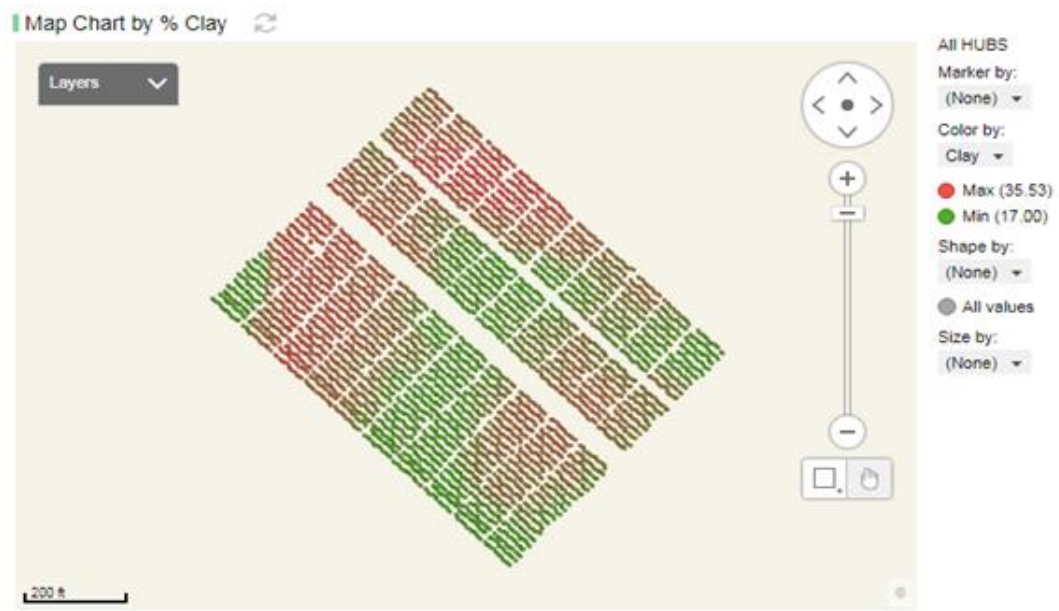 Map Chart by % Clay
Layers
200 ft
All HUBS
Marker by:
(None)
Color by:
Clay
Max (35.53)
Min (17.00)
Shape by:
(None)
All values
Size by:
(None)